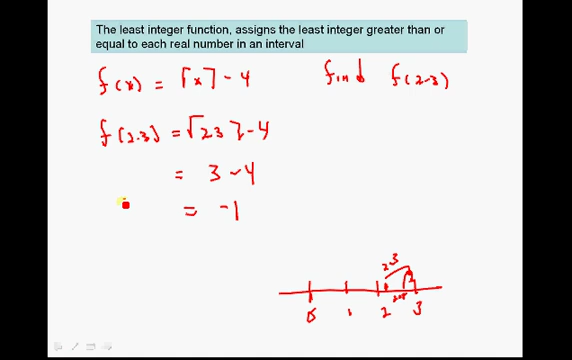 The least integer function, assigns the least integer greater than or
equal to each real number in an interval
f(x) = ⌈x⌉ - 4 find f(2.3)
f(2.3) = ⌈2.3⌉ - 4
= 3 - 4
= -1
2.3
0 1 2 3